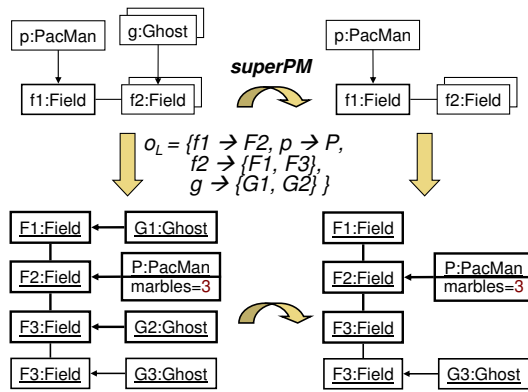 p:PacMan
g:Ghost
superPM
p:PacMan
f1:Field
f2:Field
f1:Field
f2:Field
oL = {f1 → F2, p → P,
f2 → {F1, F3},
g → {G1, G2} }
F1:Field
G1:Ghost
F1:Field
F2:Field
P:PacMan
marbles=3
F2:Field
P:PacMan
marbles=3
F3:Field
G2:Ghost
F3:Field
F3:Field
G3:Ghost
F3:Field
G3:Ghost